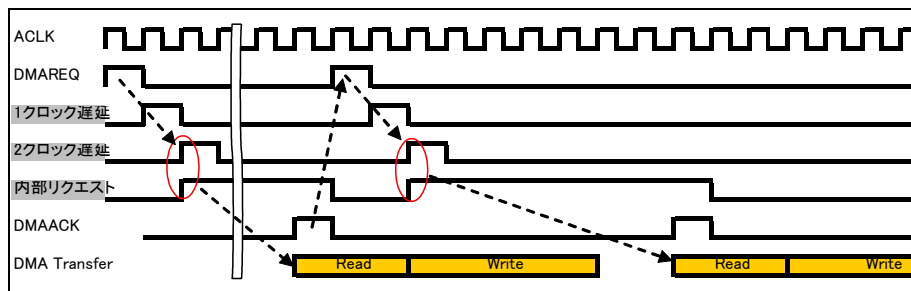 ACLK
DMAREQ
1クロック遅延
2クロック遅延
内部リクエスト
DMAACK
DMA Transfer Read Write Read Write